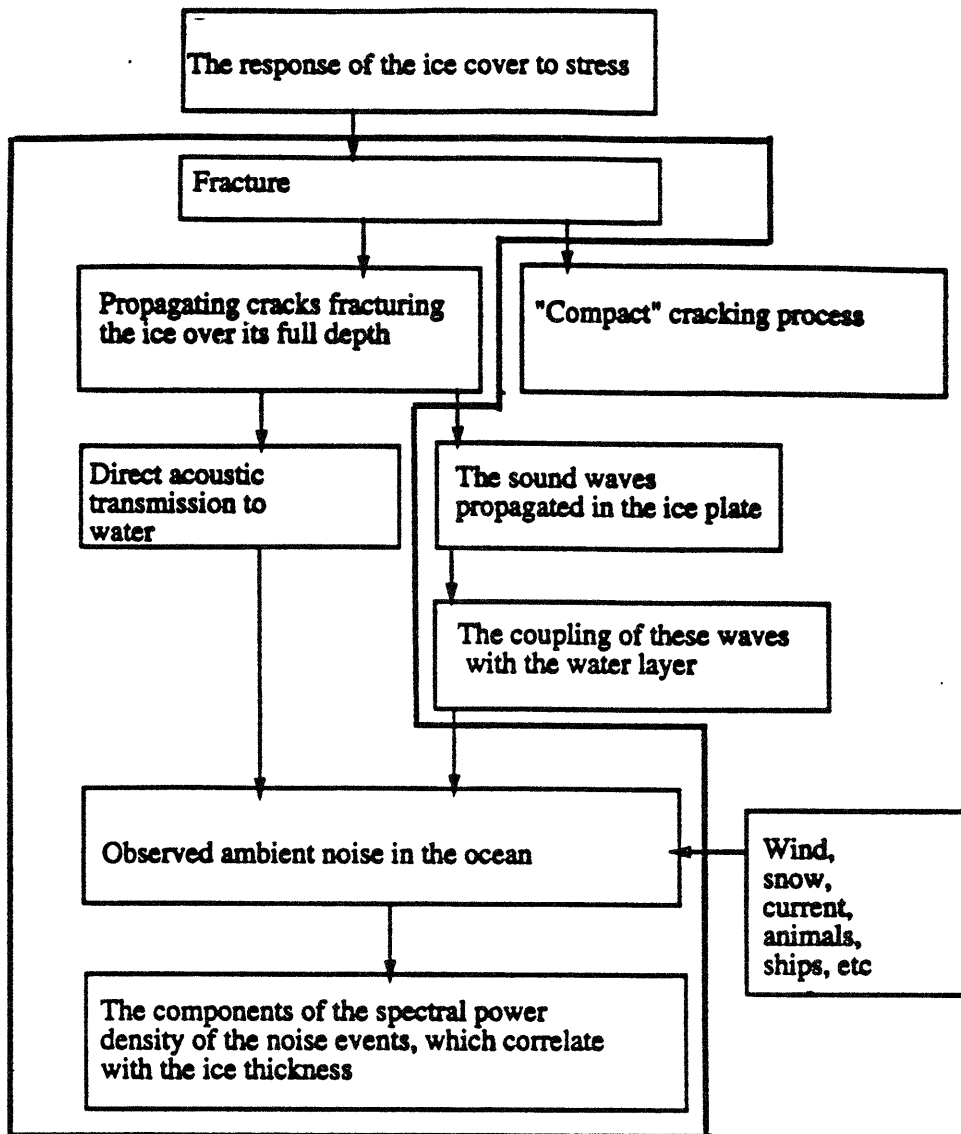 The response of the ice cover to stress
Fracture
Propagating cracks fracturing
the ice over its full depth
"Compact" cracking process
Direct acoustic
transmission to
water
The sound waves
propagated in the ice plate
The coupling of these waves
with the water layer
Observed ambient noise in the ocean
Wind,
snow,
current,
animals,
ships, etc
The components of the spectral power
density of the noise events, which correlate
with the ice thickness